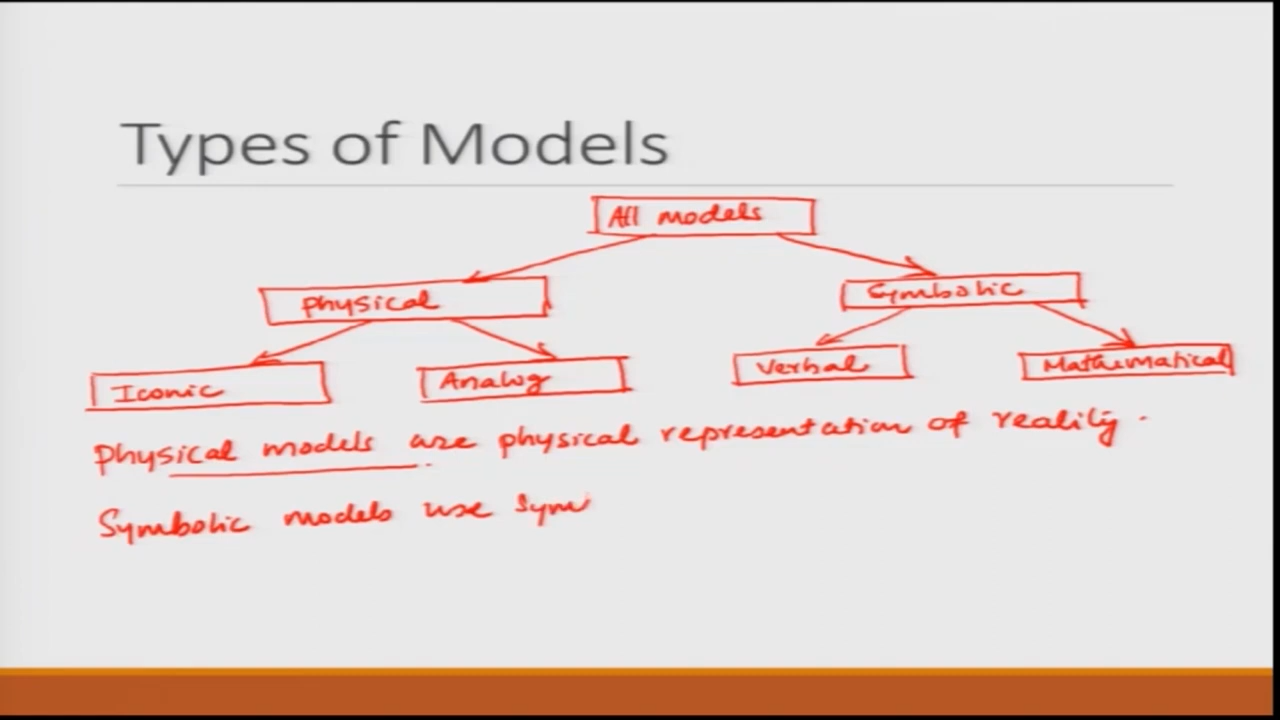 Types of Models
All models
Physical
Symbolic
Iconic
Analog
Verbal
Mathematical
Physical models are physical representation of reality.
Symbolic models use Sym